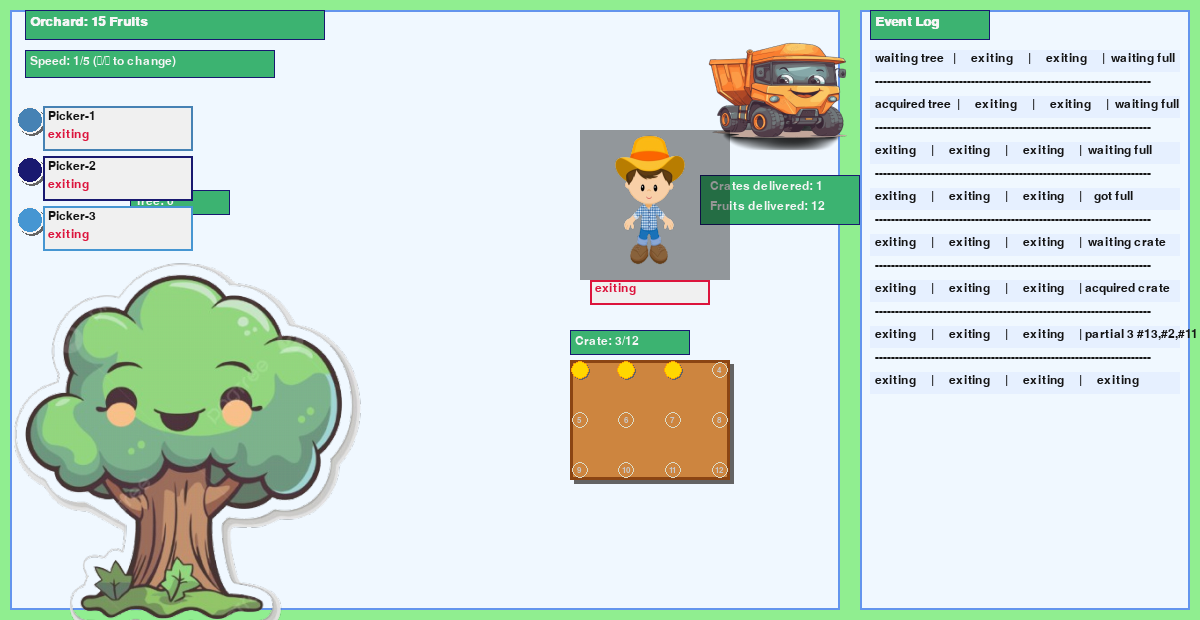 Orchard: 15 Fruits
Speed: 1/5 (▯/▯ to change)
Picker-1
exiting
Picker-2
exiting
Tree: 0
Picker-3
exiting
Crates delivered: 1
Fruits delivered: 12
exiting
Crate: 3/12
4
5 6 7 8
9 10 11 12
Event Log
waiting tree | exiting | exiting | waiting full
------------------------------------------------------------
acquired tree | exiting | exiting | waiting full
------------------------------------------------------------
exiting | exiting | exiting | waiting full
------------------------------------------------------------
exiting | exiting | exiting | got full
------------------------------------------------------------
exiting | exiting | exiting | waiting crate
------------------------------------------------------------
exiting | exiting | exiting | acquired crate
------------------------------------------------------------
exiting | exiting | exiting | partial 3 #13,#2,#11
------------------------------------------------------------
exiting | exiting | exiting | exiting